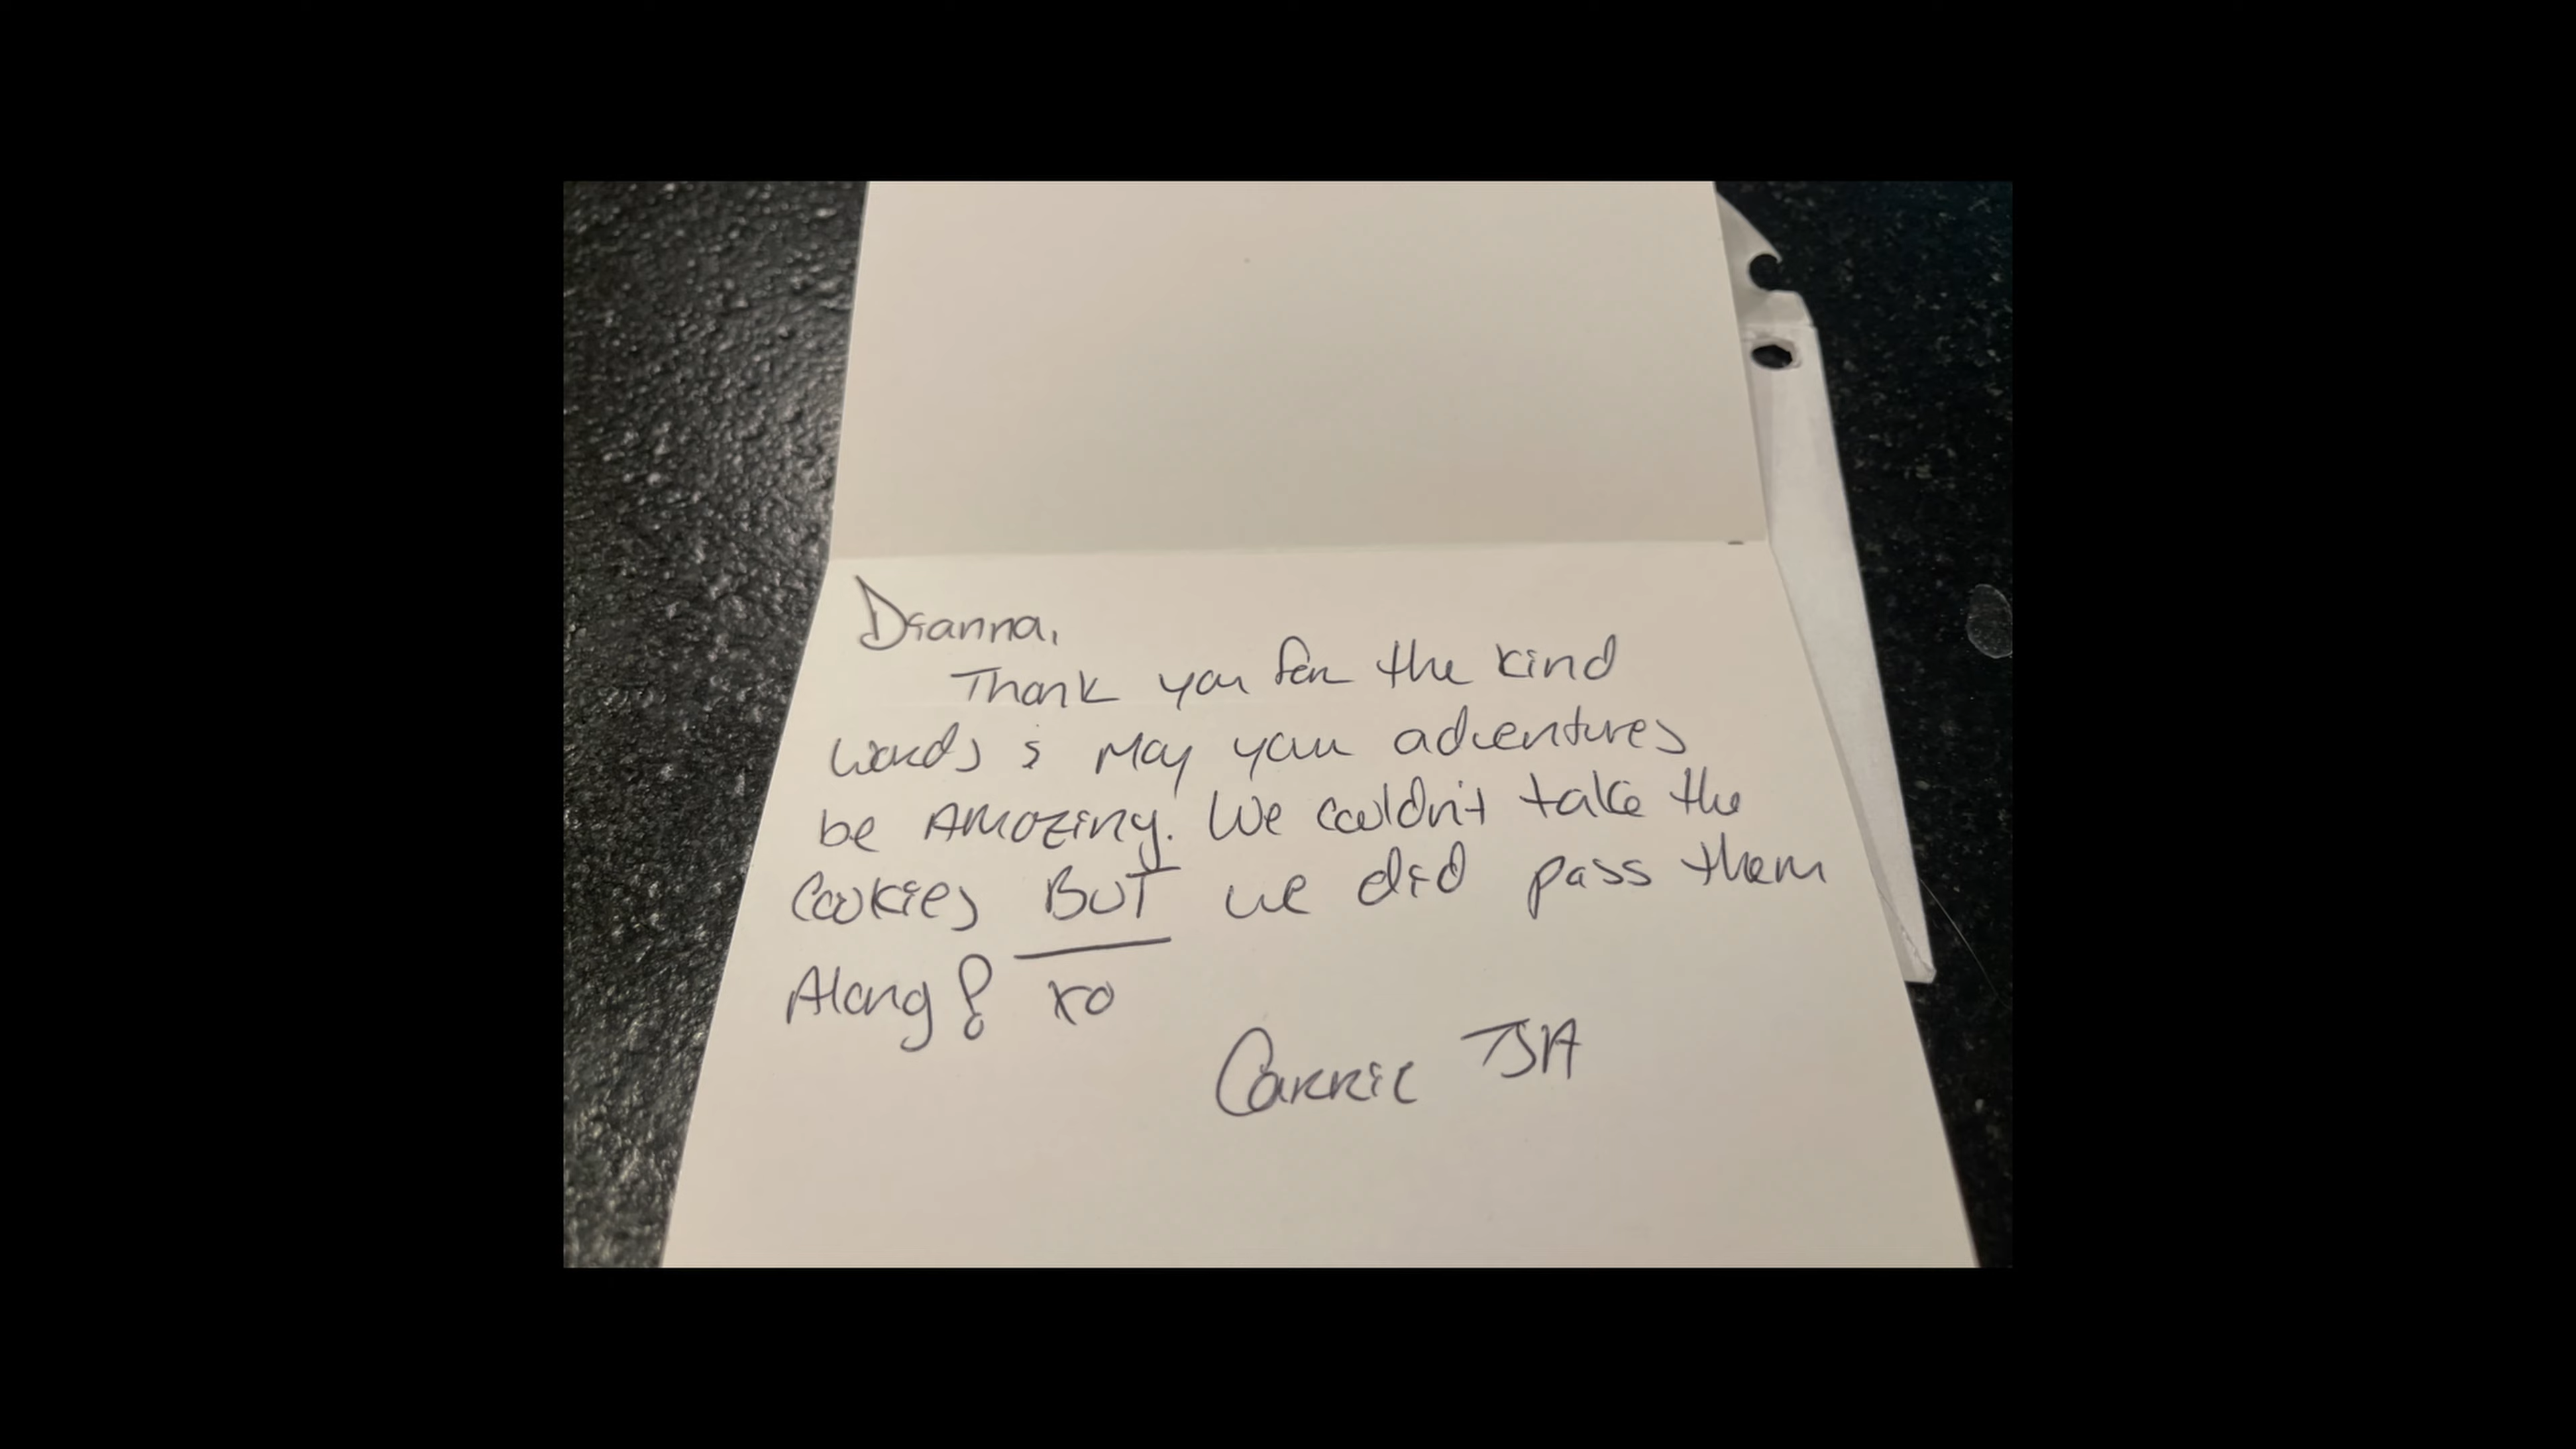 Dianna,
Thank you for the kind
words & May your adventures
be AMAzing. We couldn't take the
Cookies BUT we did pass them
Along! xo
Carrie TSA